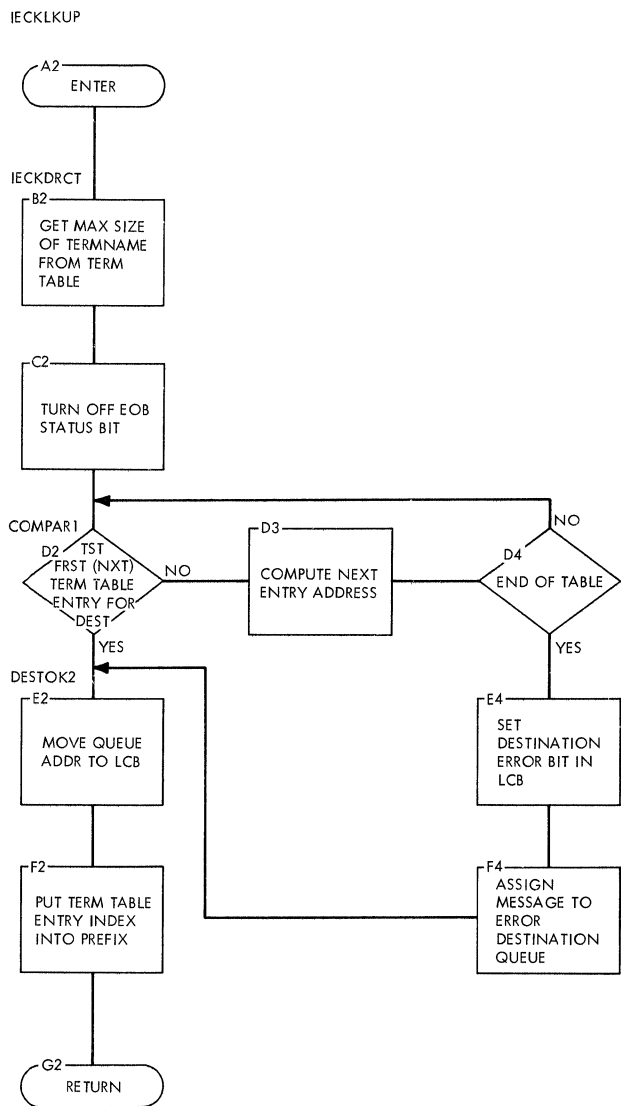 IECKLKUP
A2
ENTER
IECKDRCT
B2
GET MAX SIZE
OF TERMNAME
FROM TERM
TABLE
C2
TURN OFF EOB
STATUS BIT
COMPAR1
D2
TST
FRST (NXT)
TERM TABLE
ENTRY FOR
DEST
NO
YES
D3
COMPUTE NEXT
ENTRY ADDRESS
D4
END OF TABLE
NO
YES
DESTOK2
E2
MOVE QUEUE
ADDR TO LCB
E4
SET
DESTINATION
ERROR BIT IN
LCB
F2
PUT TERM TABLE
ENTRY INDEX
INTO PREFIX
F4
ASSIGN
MESSAGE TO
ERROR
DESTINATION
QUEUE
G2
RETURN